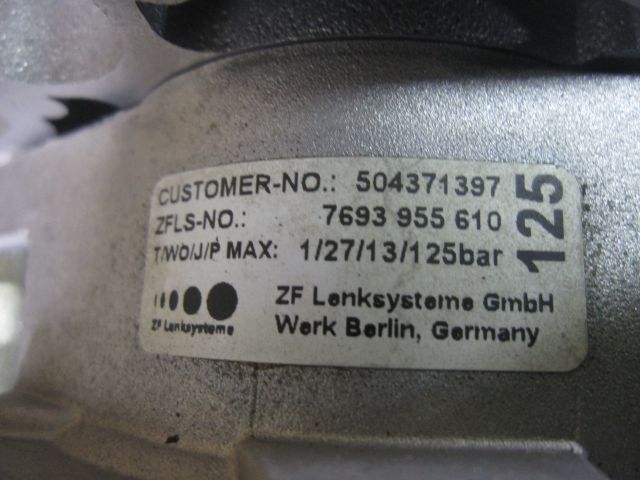 CUSTOMER-NO.: 504371397
ZFLS-NO.: 7693 955 610
T/WO/J/P MAX: 1/27/13/125bar
125
ZF Lenksysteme GmbH
ZF Lenksysteme
Werk Berlin, Germany